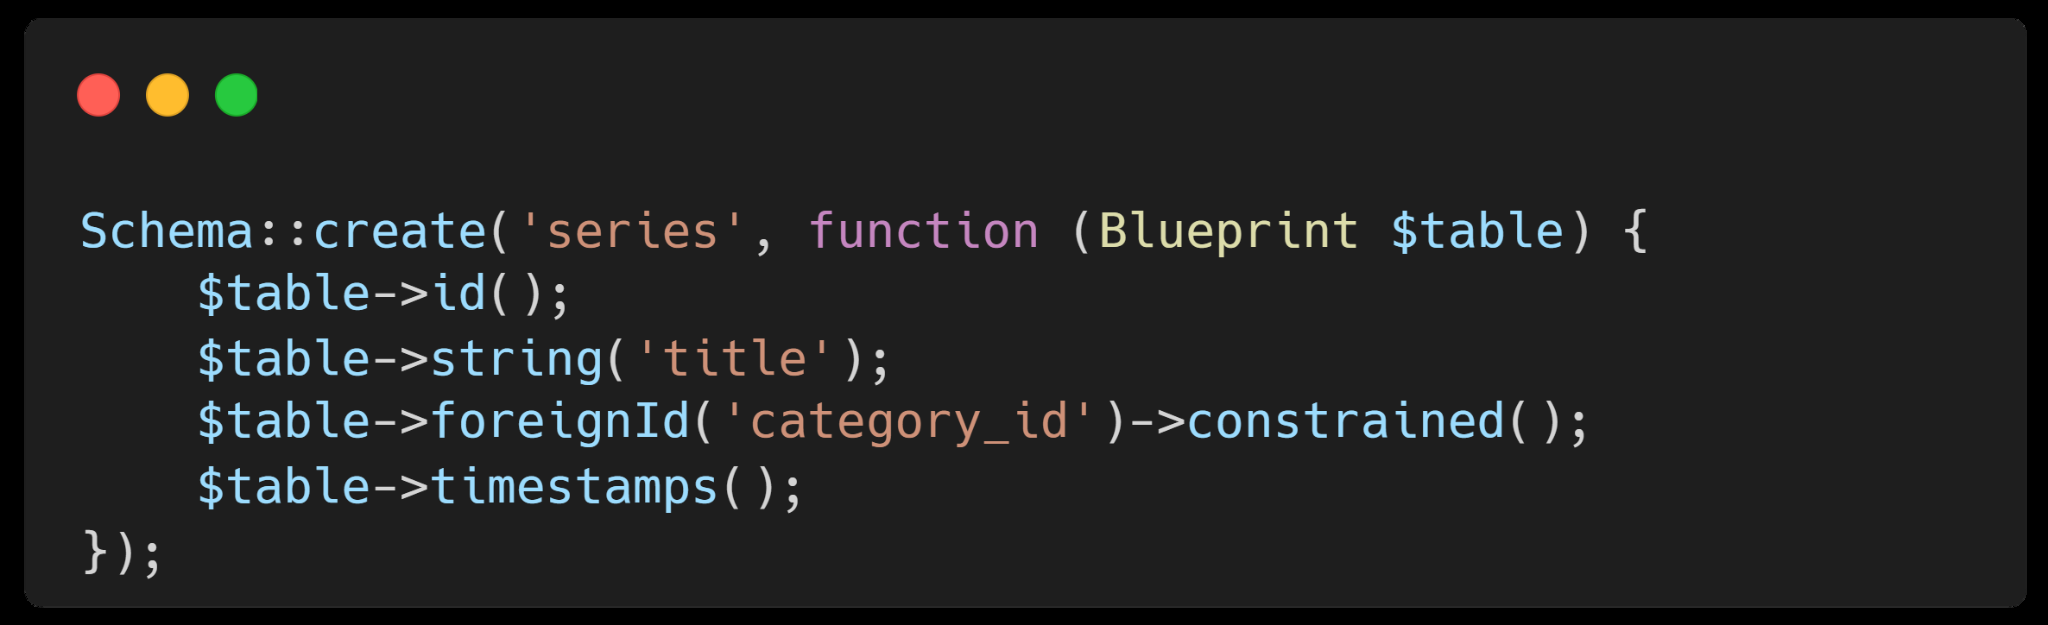 Schema::create('series', function (Blueprint $table) {
    $table->id();
    $table->string('title');
    $table->foreignId('category_id')->constrained();
    $table->timestamps();
});